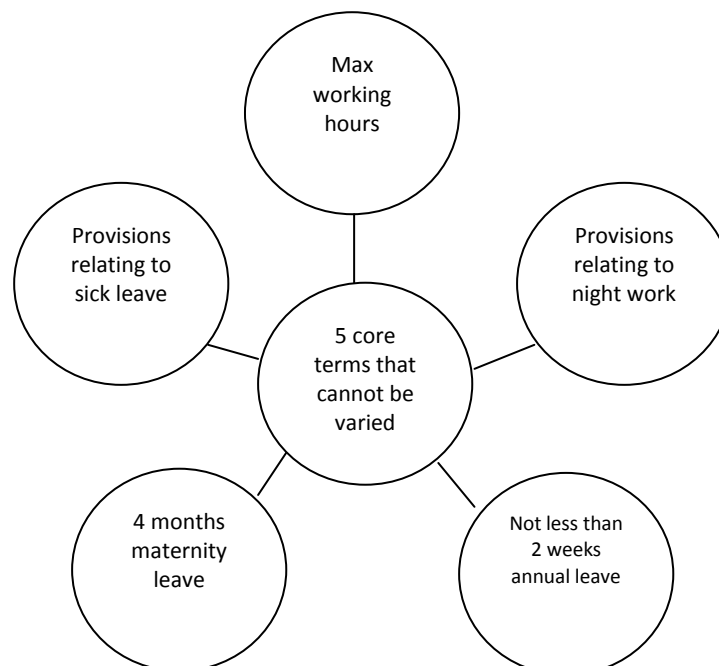 Max
working
hours
Provisions
relating to
sick leave
Provisions
relating to
night work
5 core
terms that
cannot be
varied
4 months
maternity
leave
Not less than
2 weeks
annual leave